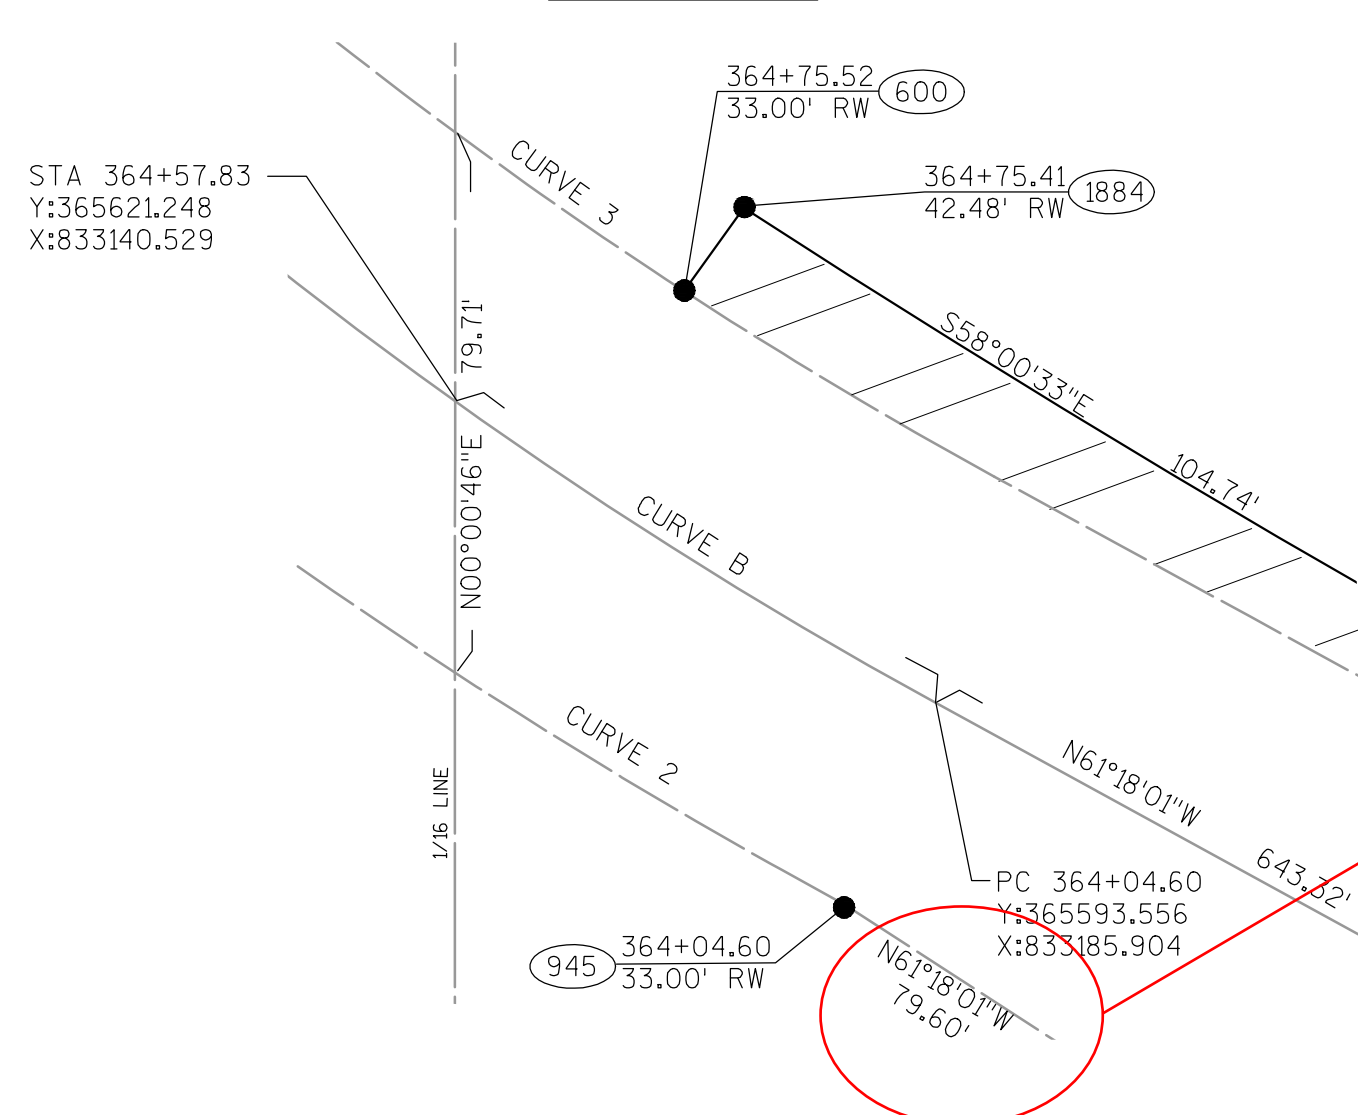 364+75.52
33.00' RW
600
364+75.41
42.48' RW
1884
STA 364+57.83
Y:365621.248
X:833140.529
CURVE 3
79.71'
N00°00'46"E
S58°00'33"E
104.74'
CURVE B
CURVE 2
1/16 LINE
N61°18'01"W
643.32'
PC 364+04.60
Y:365593.556
X:833185.904
945
364+04.60
33.00' RW
N61°18'01"W
79.60'